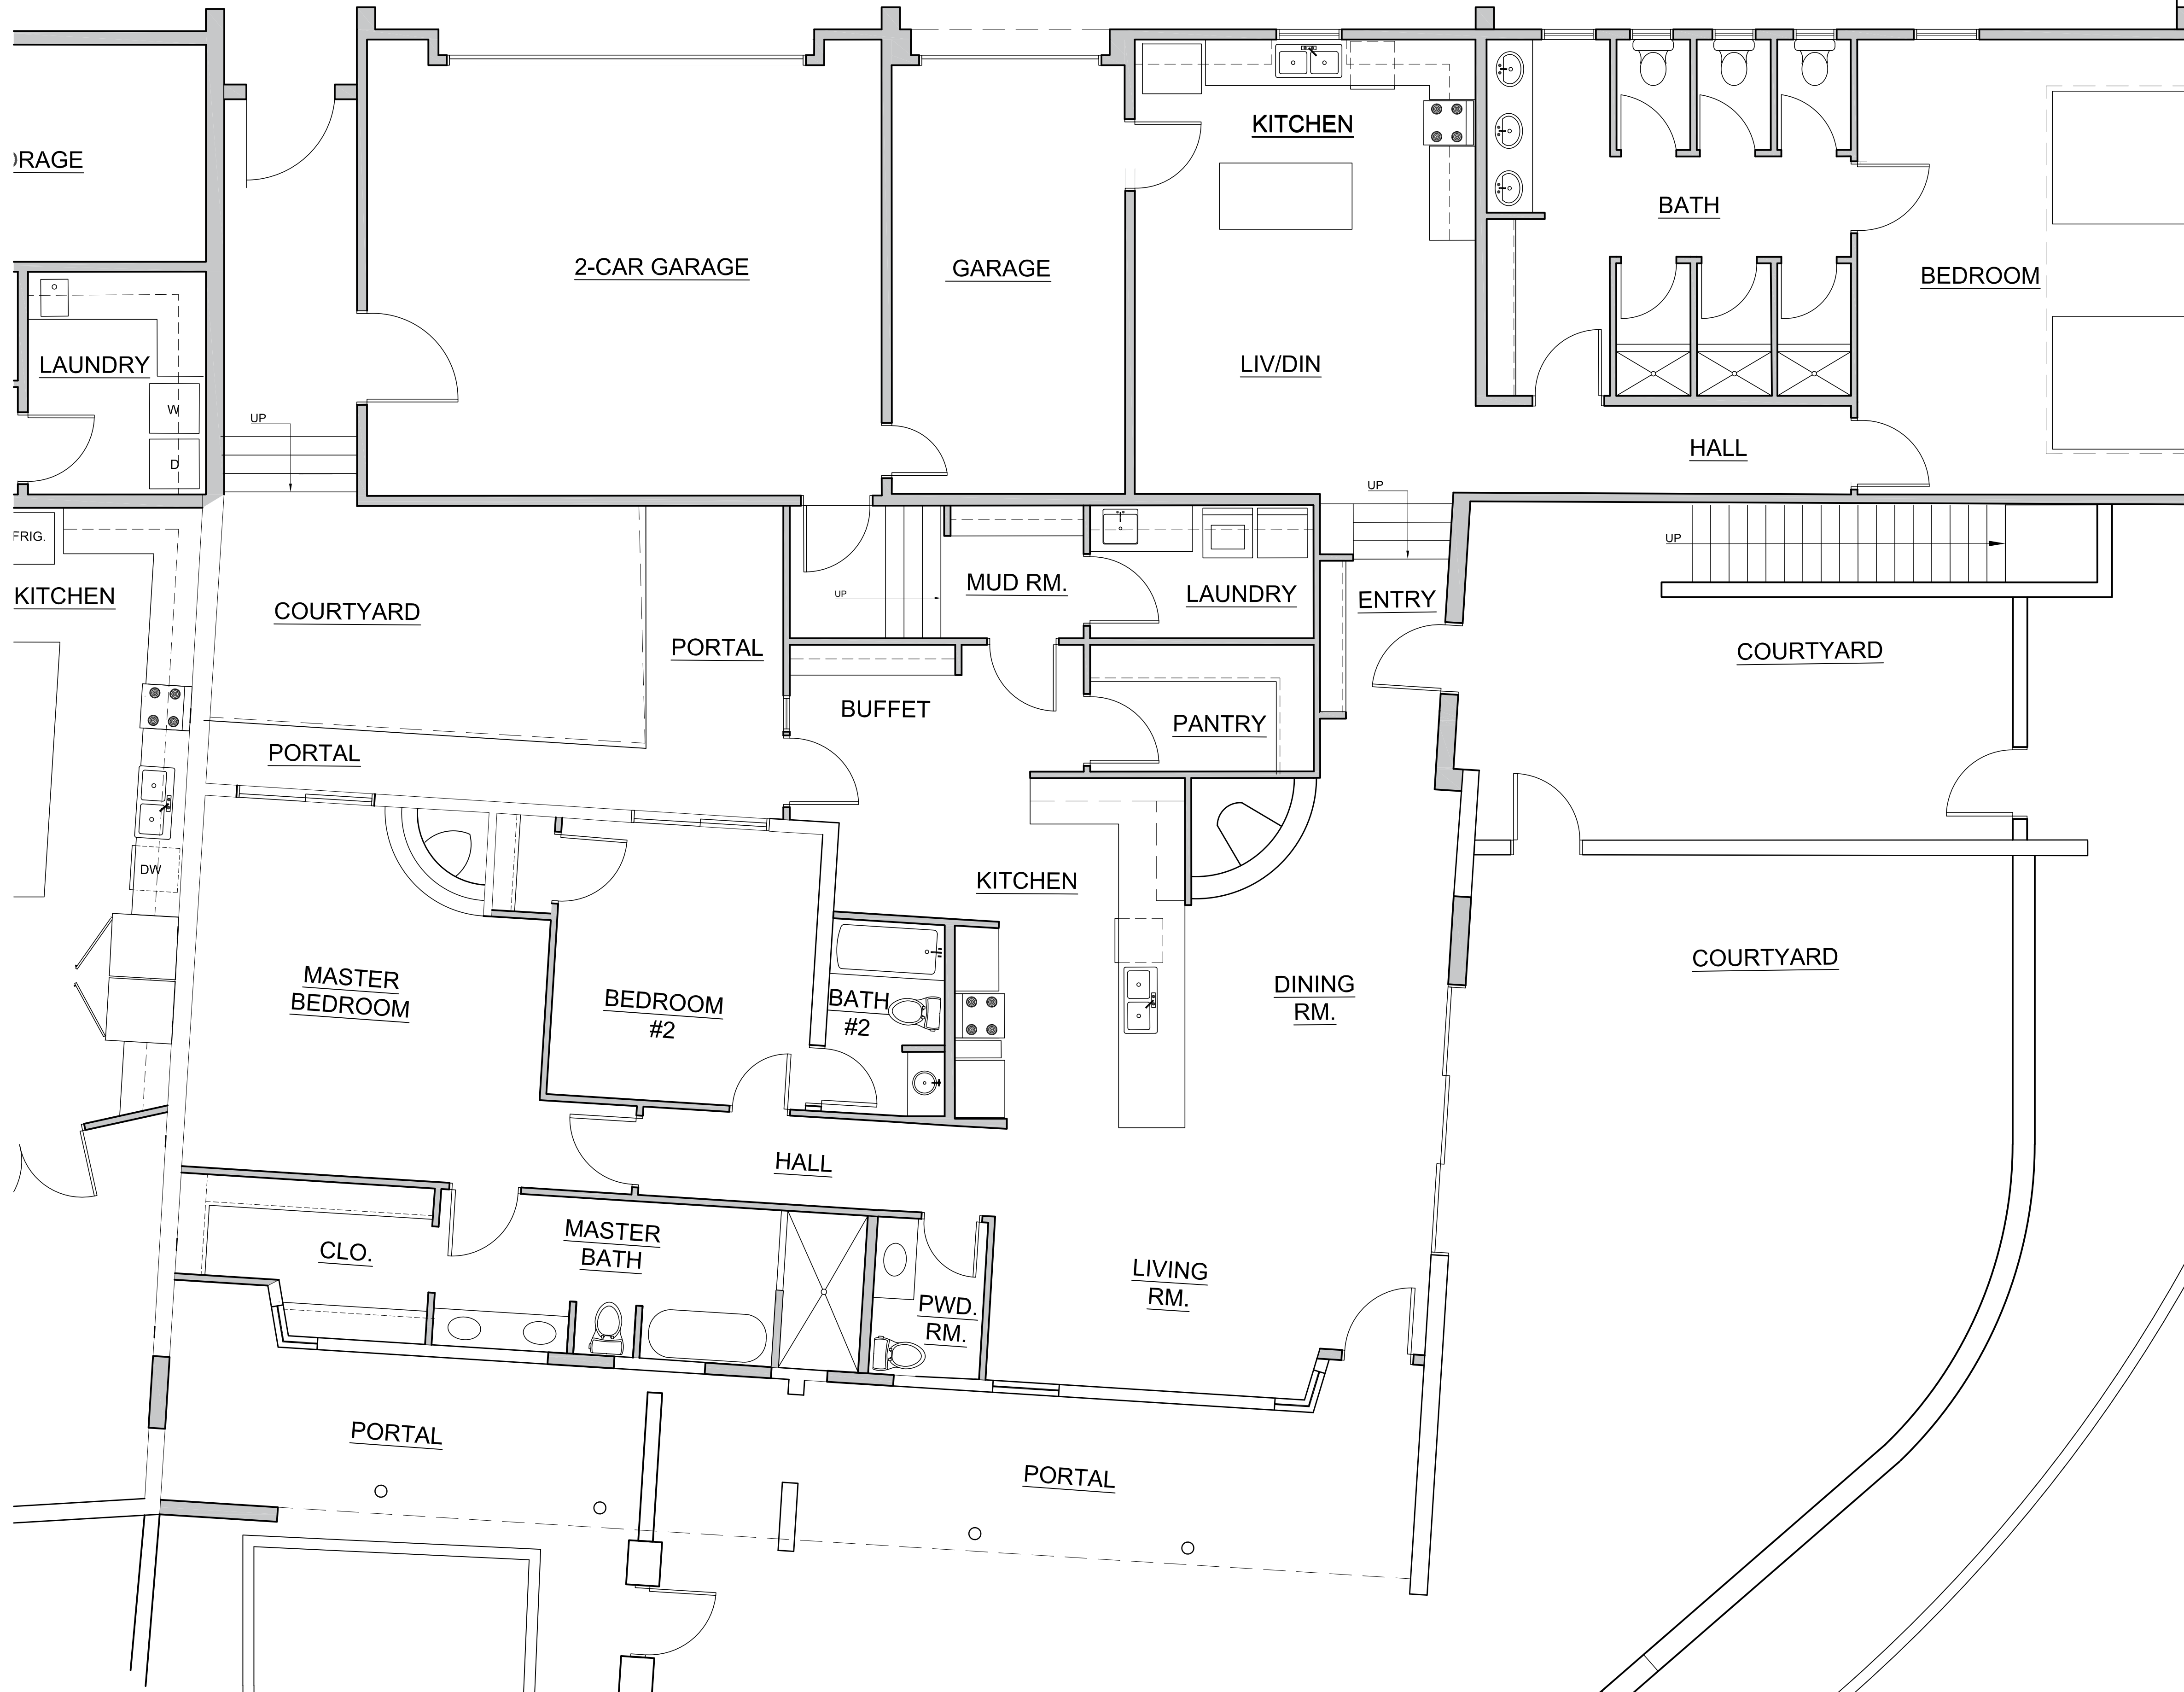 KITCHEN
ORAGE
BATH
2-CAR GARAGE
GARAGE
BEDROOM
LAUNDRY
LIV/DIN
W
UP
HALL
D
UP
FRIG.
UP
MUD RM.
KITCHEN
UP
LAUNDRY
ENTRY
COURTYARD
PORTAL
COURTYARD
BUFFET
PANTRY
PORTAL
DW
KITCHEN
COURTYARD
MASTER
BEDROOM
BEDROOM
#2
BATH
#2
DINING
RM.
HALL
MASTER
BATH
CLO.
LIVING
RM.
PWD.
RM.
PORTAL
PORTAL